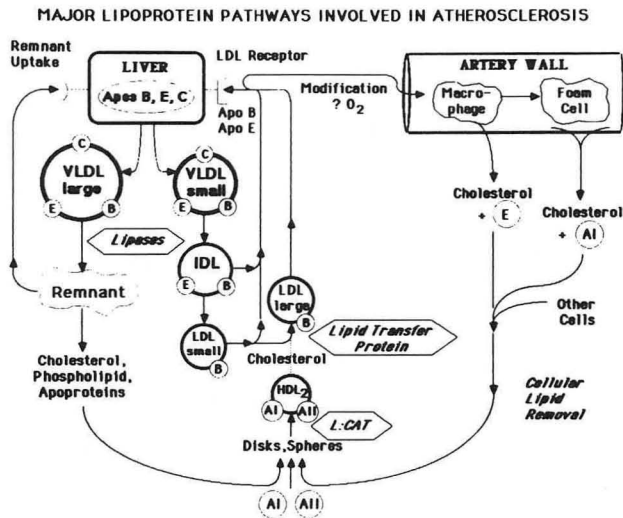 MAJOR LIPOPROTEIN PATHWAYS INVOLVED IN ATHEROSCLEROSIS
Remnant
Uptake
LIVER
Apes B, E, C
LDL Receptor
Apo B
Apo E
Modification
? O2
ARTERY WALL
Macro-
phage
Foam
Cell
C
VLDL
large
E
B
C
VLDL
small
E
B
Lipases
IDL
E
B
Remnant
LDL
small
B
LDL
large
B
Cholesterol
+ E
Cholesterol
+ AI
Other
Cells
Lipid Transfer
Protein
Cholesterol
Cholesterol,
Phospholipid,
Apoproteins
HDL2
AI
AII
L:CAT
Disks,Spheres
Cellular
Lipid
Removal
AI
AII